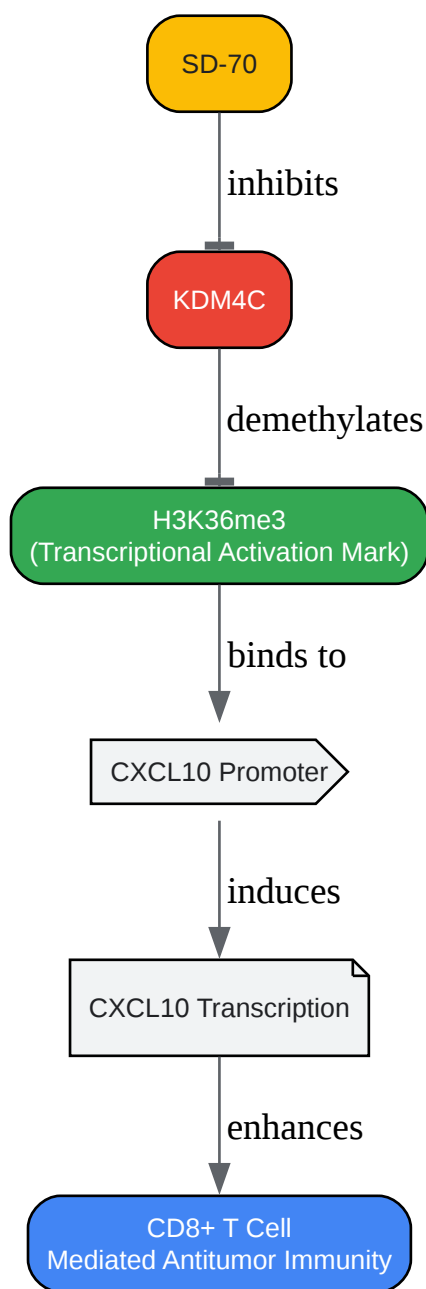 SD-70
inhibits
KDM4C
demethylates
H3K36me3
(Transcriptional Activation Mark)
binds to
CXCL10 Promoter
induces
CXCL10 Transcription
enhances
CD8+ T Cell
Mediated Antitumor Immunity